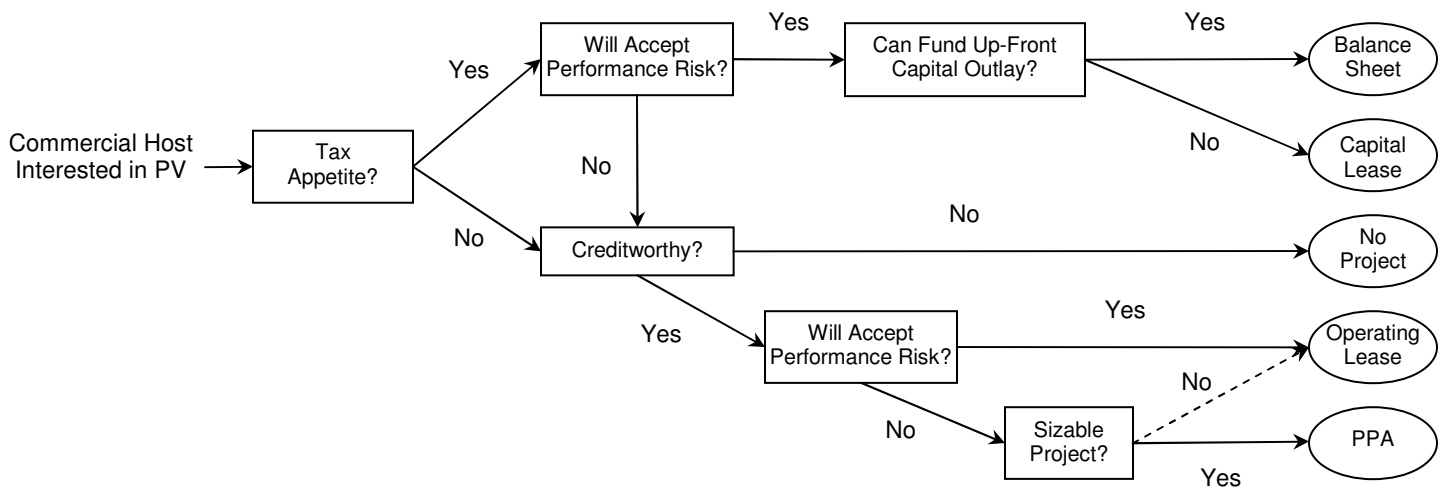 Commercial Host
Interested in PV
Tax
Appetite?
Yes
No
Will Accept
Performance Risk?
Yes
No
Can Fund Up-Front
Capital Outlay?
Yes
No
Balance
Sheet
Capital
Lease
Creditworthy?
No
Yes
No
Project
Will Accept
Performance Risk?
Yes
No
Operating
Lease
Sizable
Project?
No
Yes
PPA